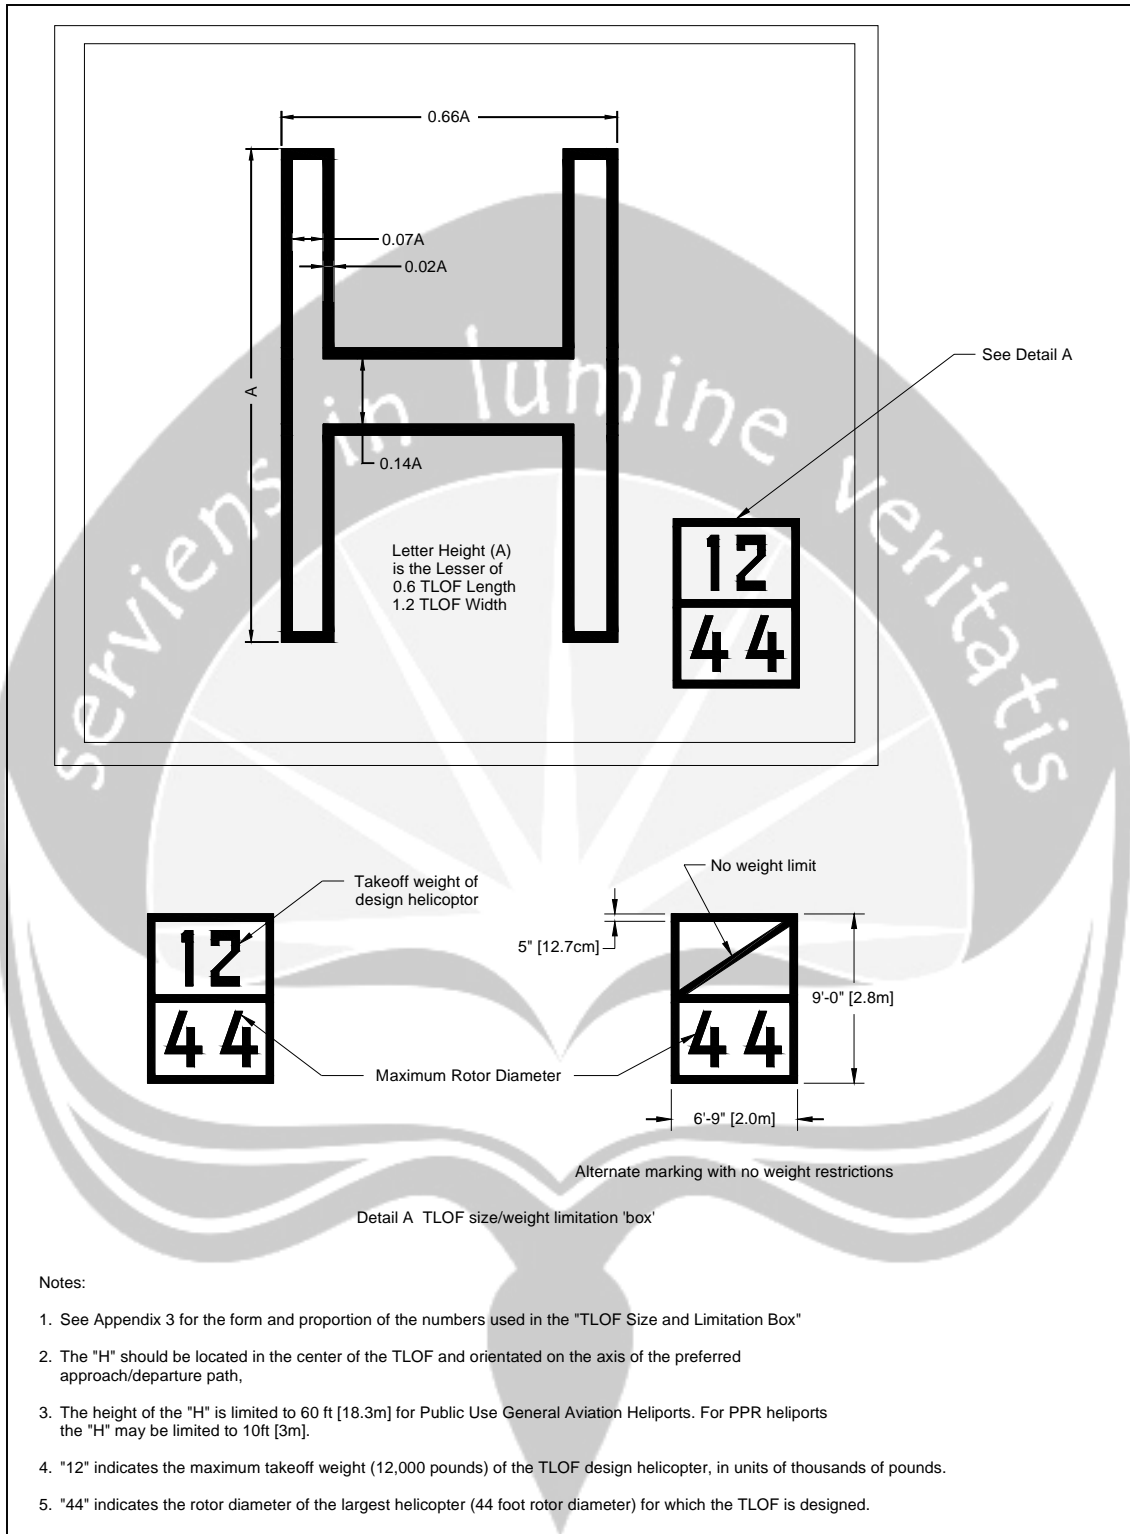 0.66A
0.07A
0.02A
A
0.14A
See Detail A
Letter Height (A)
is the Lesser of
0.6 TLOF Length
1.2 TLOF Width
12
44
serviens in lumine veritatis
Takeoff weight of
design helicoptor
No weight limit
5" [12.7cm]
12
44
44
9'-0" [2.8m]
Maximum Rotor Diameter
6'-9" [2.0m]
Alternate marking with no weight restrictions
Detail A  TLOF size/weight limitation 'box'
Notes:
1. See Appendix 3 for the form and proportion of the numbers used in the "TLOF Size and Limitation Box"
2. The "H" should be located in the center of the TLOF and orientated on the axis of the preferred
approach/departure path,
3. The height of the "H" is limited to 60 ft [18.3m] for Public Use General Aviation Heliports. For PPR heliports
the "H" may be limited to 10ft [3m].
4. "12" indicates the maximum takeoff weight (12,000 pounds) of the TLOF design helicopter, in units of thousands of pounds.
5. "44" indicates the rotor diameter of the largest helicopter (44 foot rotor diameter) for which the TLOF is designed.